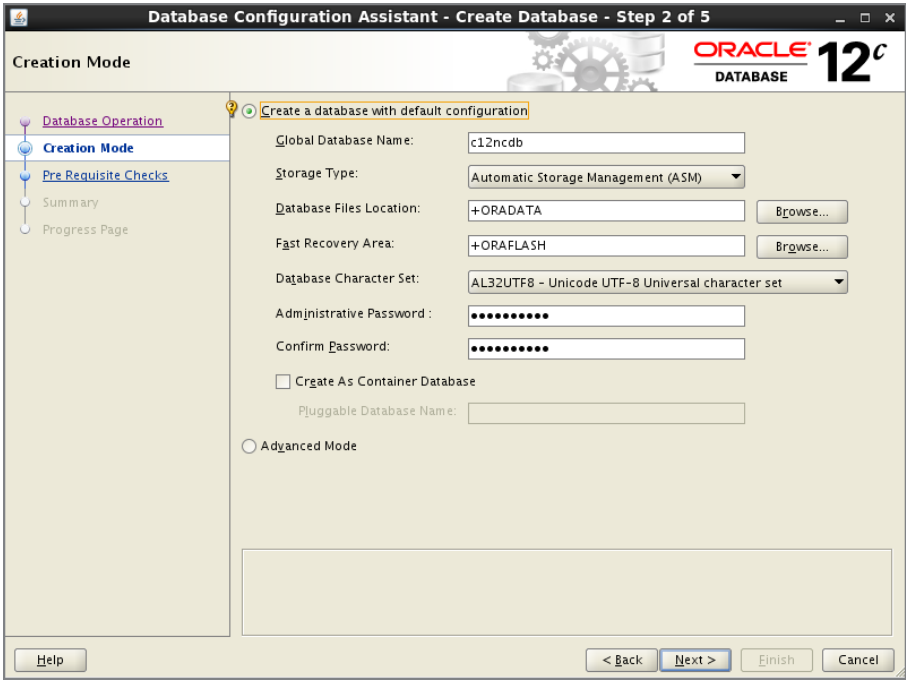 Database Configuration Assistant - Create Database - Step 2 of 5
Creation Mode
ORACLE®
DATABASE
12c
Database Operation
Creation Mode
Pre Requisite Checks
Summary
Progress Page
Create a database with default configuration
Global Database Name: c12ncdb
Storage Type: Automatic Storage Management (ASM)
Database Files Location: +ORADATA Browse...
Fast Recovery Area: +ORAFLASH Browse...
Database Character Set: AL32UTF8 - Unicode UTF-8 Universal character set
Administrative Password : ●●●●●●●●●●
Confirm Password: ●●●●●●●●●●
Create As Container Database
Pluggable Database Name:
Advanced Mode
Help < Back Next > Finish Cancel